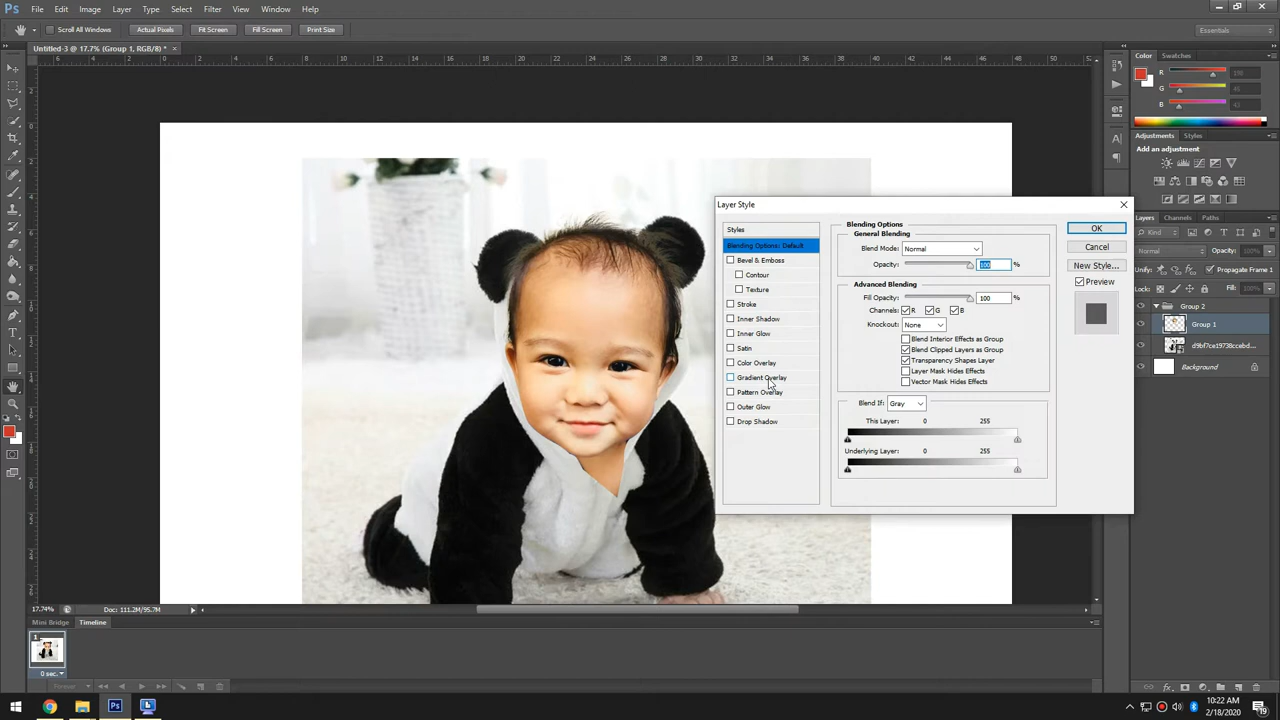 Ps File Edit Image Layer Type Select Filter View Window Help
Scroll All Windows Actual Pixels Fit Screen Fill Screen Print Size Essentials
Untitled-3 @ 17.7% (Group 1, RGB/8) * ×
Color Swatches
R
G
B
Adjustments Styles
Add an adjustment
Layers Channels Paths
Kind
Normal Opacity: 100%
Unify: Propagate Frame 1
Lock: Fill: 100%
Group 2
Group 1
d9bf7ce19738ccebd...
Background
Layer Style
Styles
Blending Options: Default
Bevel & Emboss
Contour
Texture
Stroke
Inner Shadow
Inner Glow
Satin
Color Overlay
Gradient Overlay
Pattern Overlay
Outer Glow
Drop Shadow
Blending Options
General Blending
Blend Mode: Normal
Opacity: 100 %
Advanced Blending
Fill Opacity: 100 %
Channels: R G B
Knockout: None
Blend Interior Effects as Group
Blend Clipped Layers as Group
Transparency Shapes Layer
Layer Mask Hides Effects
Vector Mask Hides Effects
Blend If: Gray
This Layer: 0 255
Underlying Layer: 0 255
OK
Cancel
New Style...
Preview
17.74% Doc: 111.2M/95.7M
Mini Bridge Timeline
1
0 sec.
Forever
10:22 AM
2/18/2020